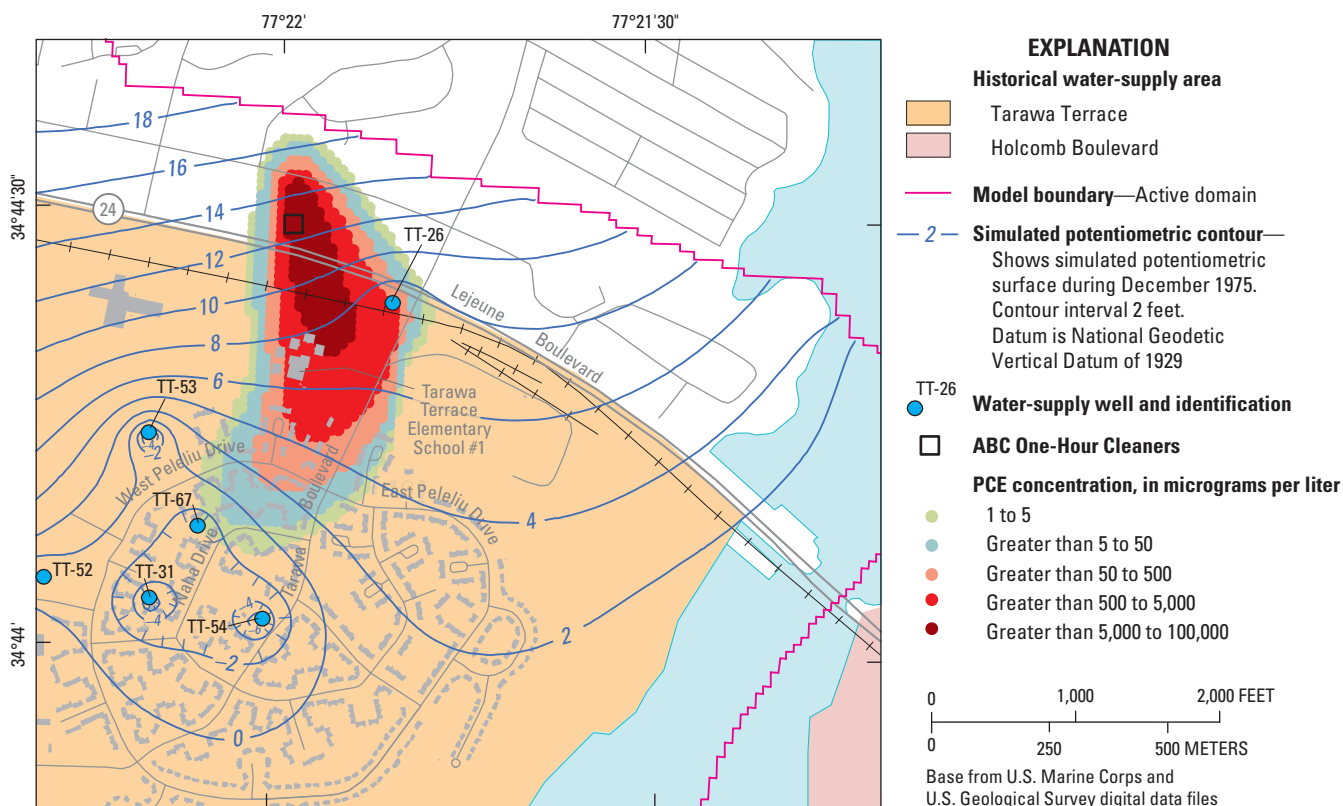 77°22'
77°21'30"
34°44'30"
34°44'
18
16
14
12
10
8
6
4
2
0
–2
–4
–2
–4
–4
–6
24
TT-26
TT-53
TT-67
TT-52
TT-31
TT-54
Lejeune
Boulevard
Tarawa
Terrace
Elementary
School #1
West Peleliu Drive
East Peleliu Drive
Naha Drive
Tarawa
Boulevard
EXPLANATION
Historical water-supply area
Tarawa Terrace
Holcomb Boulevard
Model boundary—Active domain
2
Simulated potentiometric contour—
Shows simulated potentiometric
surface during December 1975.
Contour interval 2 feet.
Datum is National Geodetic
Vertical Datum of 1929
TT-26
Water-supply well and identification
ABC One-Hour Cleaners
PCE concentration, in micrograms per liter
1 to 5
Greater than 5 to 50
Greater than 50 to 500
Greater than 500 to 5,000
Greater than 5,000 to 100,000
0 1,000 2,000 FEET
0 250 500 METERS
Base from U.S. Marine Corps and
U.S. Geological Survey digital data files